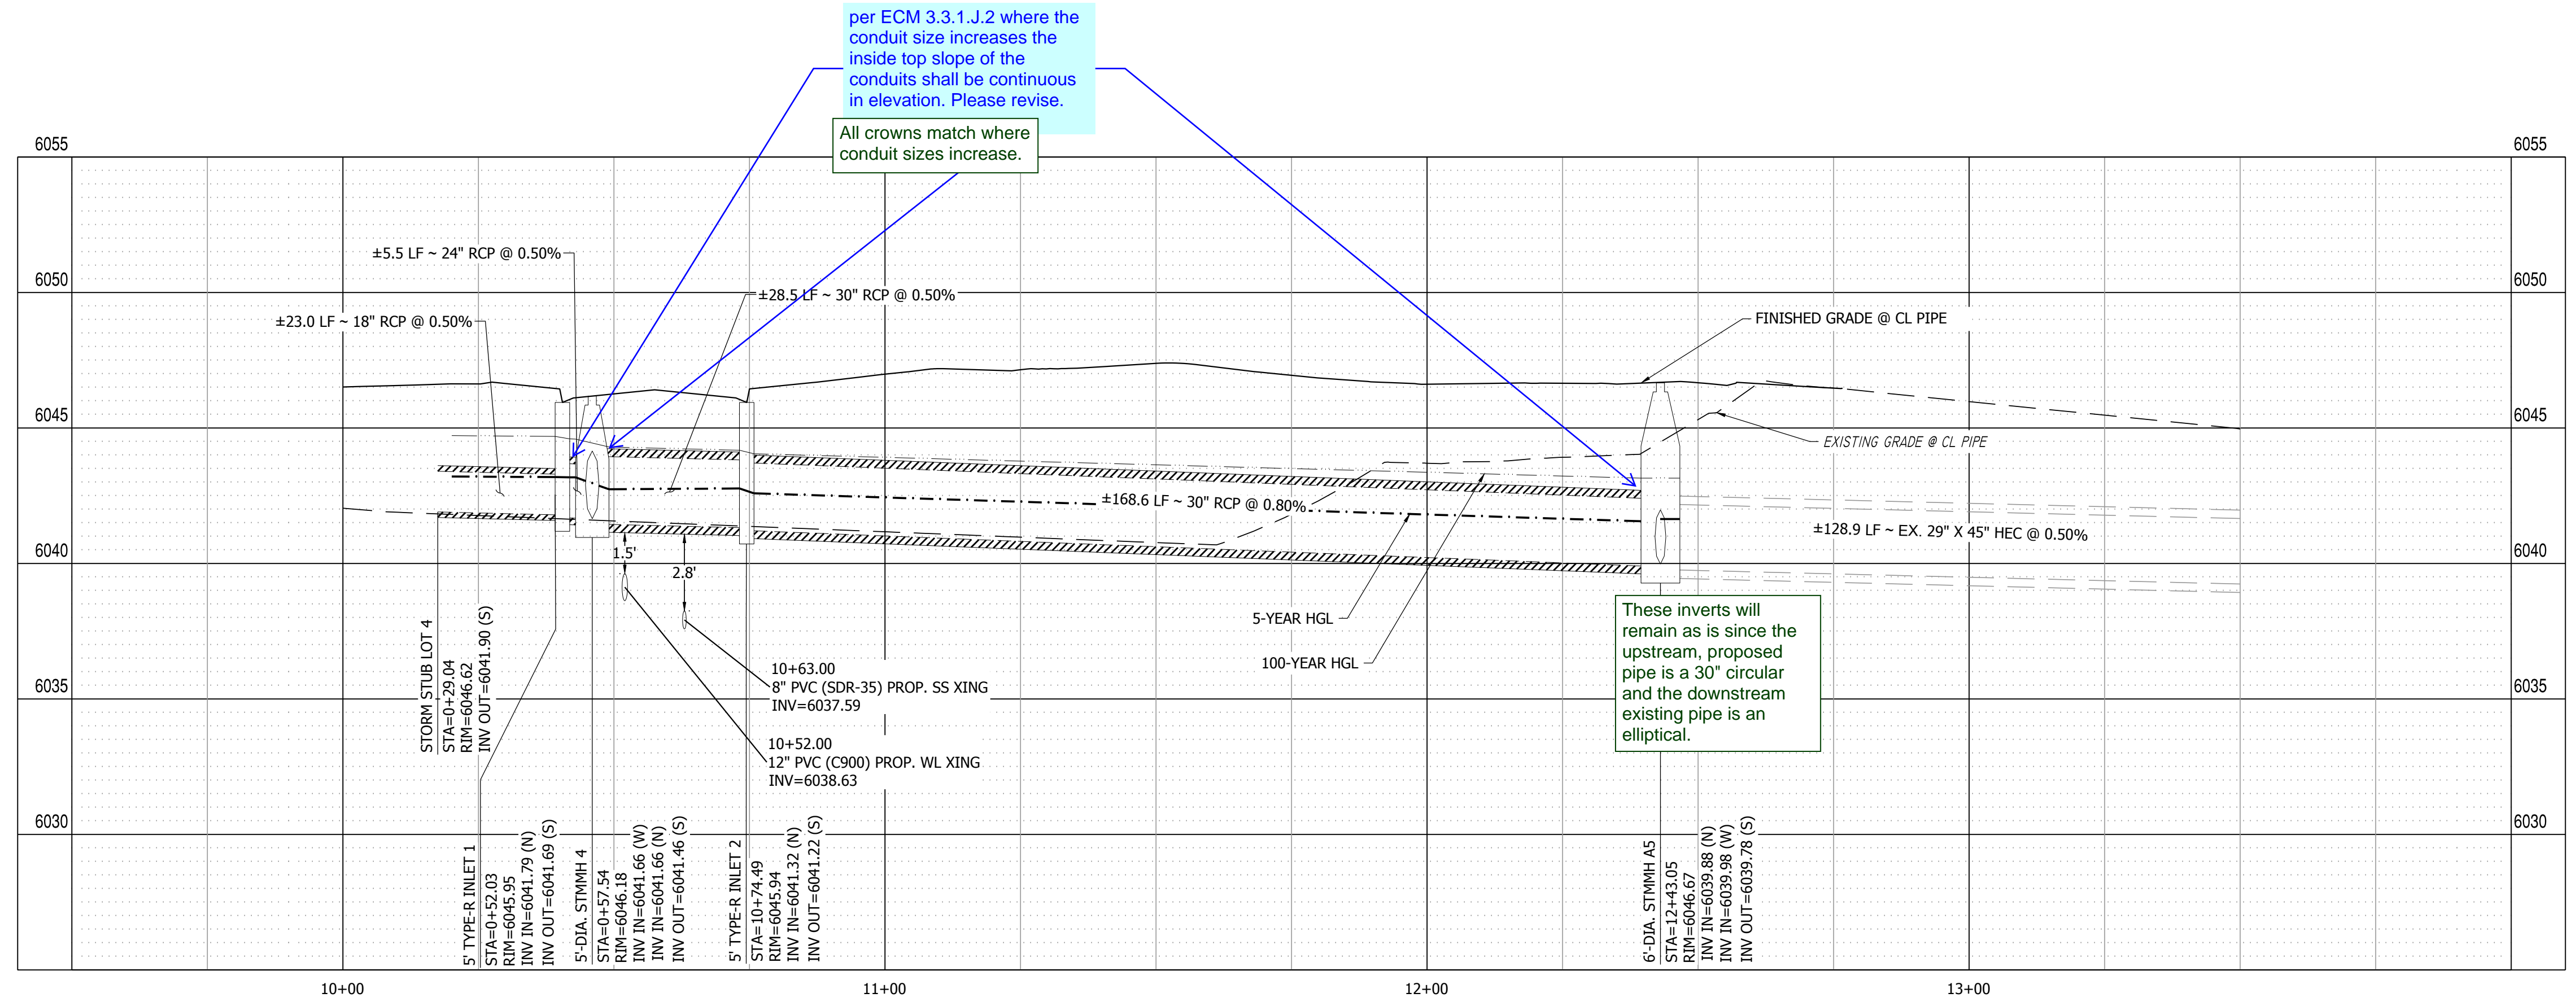 per ECM 3.3.1.J.2 where the
conduit size increases the
inside top slope of the
conduits shall be continuous
in elevation. Please revise.
All crowns match where
conduit sizes increase.
6055
6055
±5.5 LF ~ 24" RCP @ 0.50%
6050
6050
±28.5 LF ~ 30" RCP @ 0.50%
±23.0 LF ~ 18" RCP @ 0.50%
FINISHED GRADE @ CL PIPE
6045
6045
EXISTING GRADE @ CL PIPE
±168.6 LF ~ 30" RCP @ 0.80%
±128.9 LF ~ EX. 29" X 45" HEC @ 0.50%
6040
6040
1.5'
2.8'
5-YEAR HGL
100-YEAR HGL
These inverts will
remain as is since the
upstream, proposed
pipe is a 30" circular
and the downstream
existing pipe is an
elliptical.
10+63.00
8" PVC (SDR-35) PROP. SS XING
INV=6037.59
10+52.00
12" PVC (C900) PROP. WL XING
INV=6038.63
6035
6035
STORM STUB LOT 4
STA=0+29.04
RIM=6046.62
INV OUT=6041.90 (S)
6030
6030
5' TYPE-R INLET 1
STA=0+52.03
RIM=6045.95
INV IN=6041.79 (N)
INV OUT=6041.69 (S)
5'-DIA. STMMH 4
STA=0+57.54
RIM=6046.18
INV IN=6041.66 (W)
INV IN=6041.66 (N)
INV OUT=6041.46 (S)
5' TYPE-R INLET 2
STA=10+74.49
RIM=6045.94
INV IN=6041.32 (N)
INV OUT=6041.22 (S)
6'-DIA. STMMH A5
STA=12+43.05
RIM=6046.67
INV IN=6039.88 (N)
INV IN=6039.98 (W)
INV OUT=6039.78 (S)
10+00
11+00
12+00
13+00